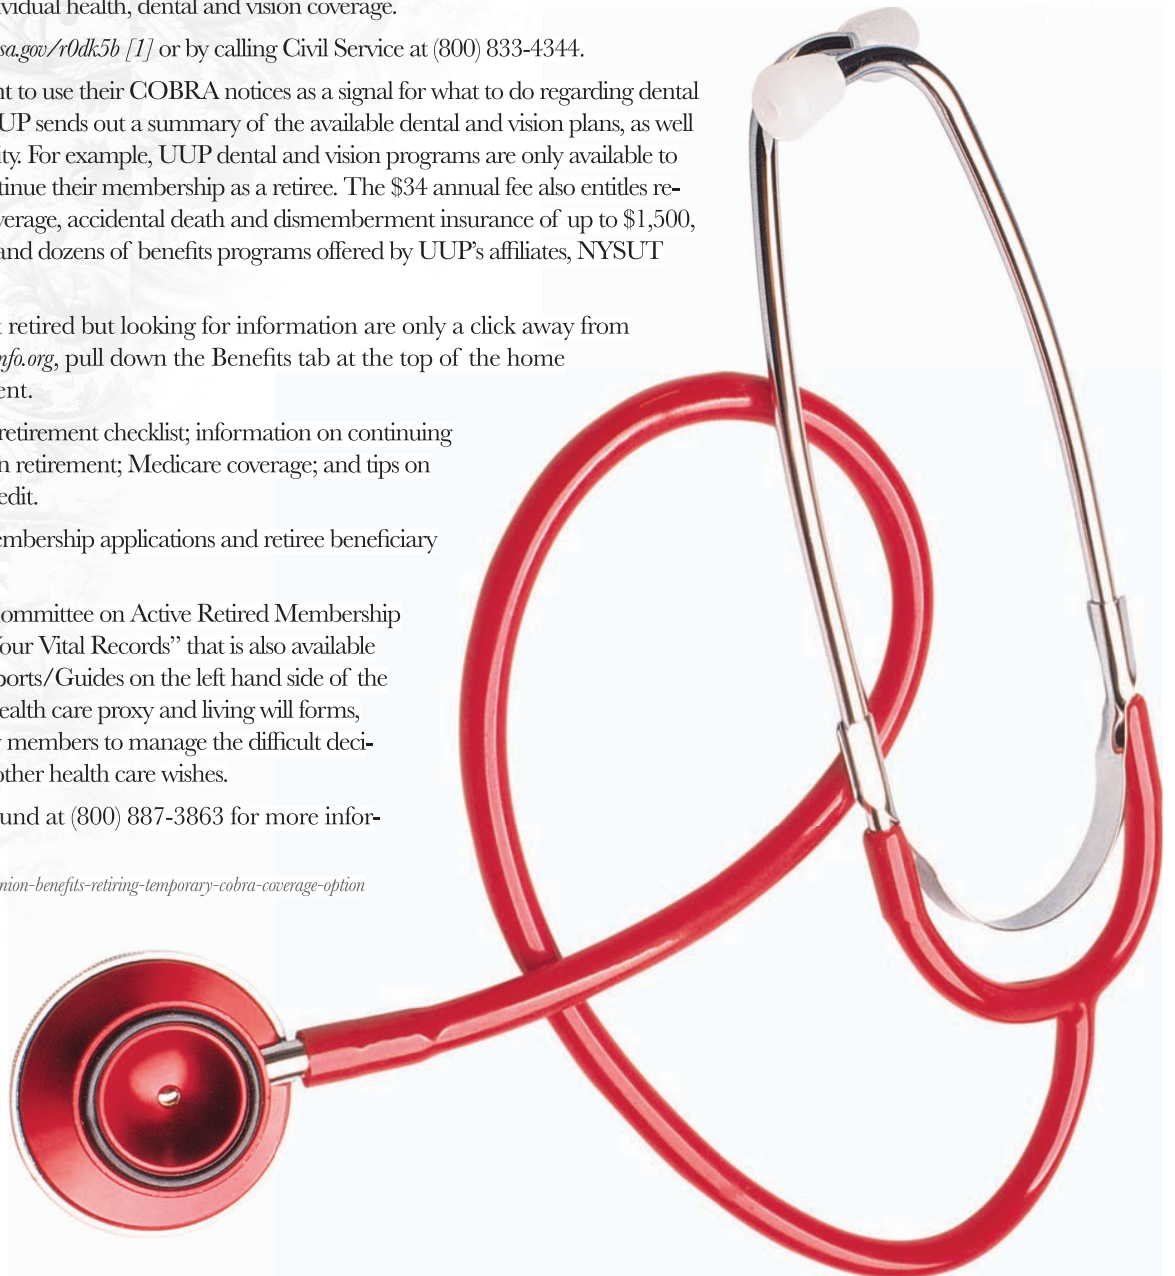 vidual health, dental and vision coverage.
sa.gov/r0dk5b [1] or by calling Civil Service at (800) 833-4344.
nt to use their COBRA notices as a signal for what to do regarding dental
UP sends out a summary of the available dental and vision plans, as well
ity. For example, UUP dental and vision programs are only available to
tinue their membership as a retiree. The $34 annual fee also entitles re-
verage, accidental death and dismemberment insurance of up to $1,500,
and dozens of benefits programs offered by UUP’s affiliates, NYSUT
t retired but looking for information are only a click away from
nfo.org, pull down the Benefits tab at the top of the home
ent.
retirement checklist; information on continuing
n retirement; Medicare coverage; and tips on
edit.
embership applications and retiree beneficiary
ommittee on Active Retired Membership
Your Vital Records” that is also available
ports/Guides on the left hand side of the
ealth care proxy and living will forms,
y members to manage the difficult deci-
other health care wishes.
und at (800) 887-3863 for more infor-
nion-benefits-retiring-temporary-cobra-coverage-option